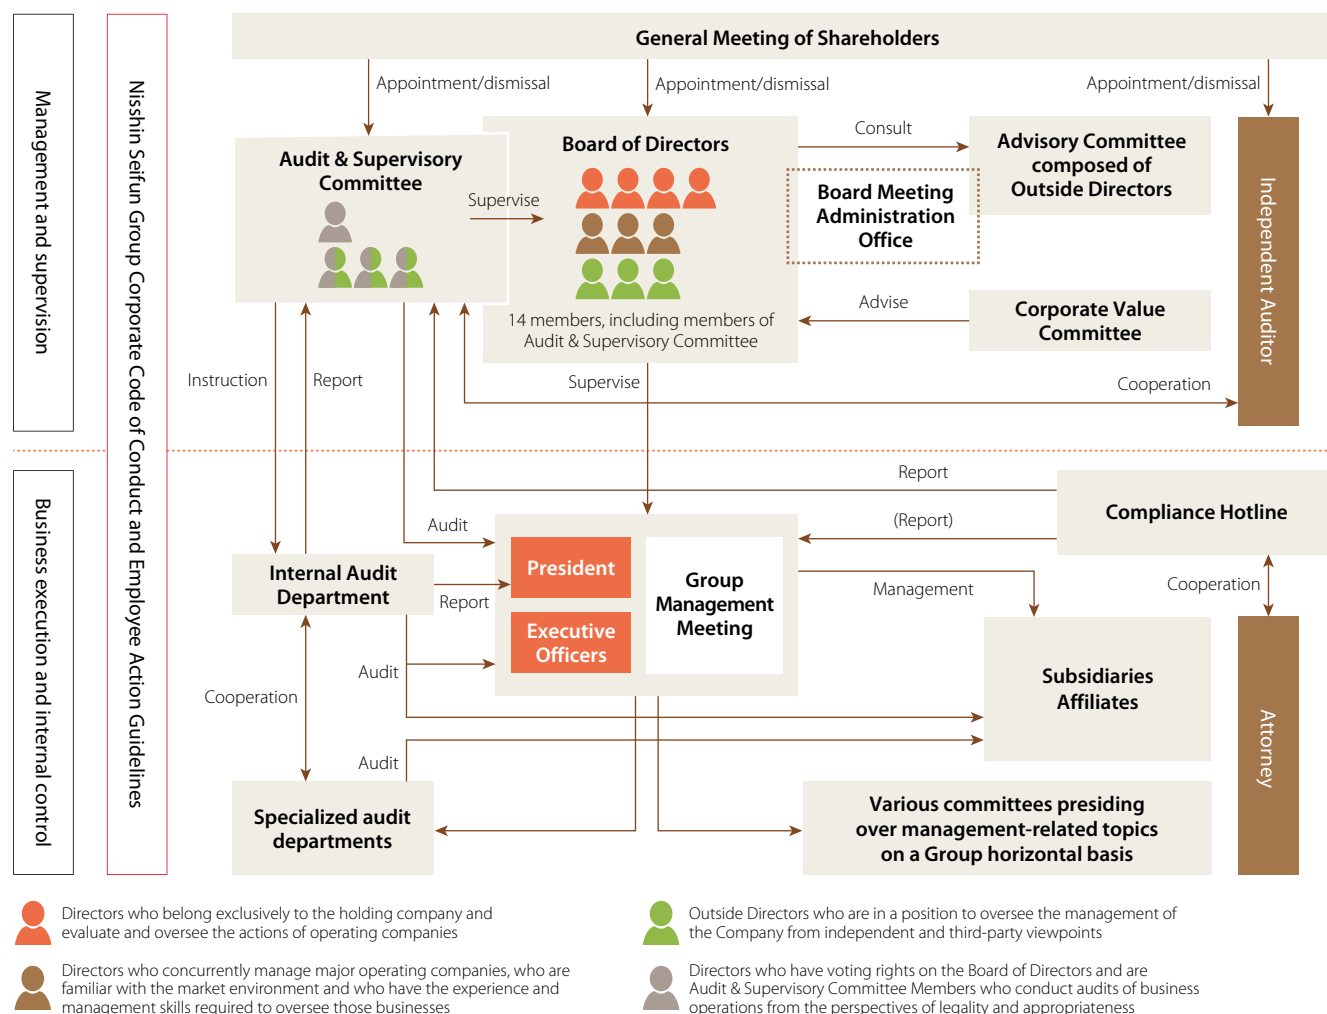 General Meeting of Shareholders
Management and supervision
Nisshin Seifun Group Corporate Code of Conduct and Employee Action Guidelines
Appointment/dismissal
Appointment/dismissal
Appointment/dismissal
Audit & Supervisory
Committee
Supervise
Board of Directors
14 members, including members of
Audit & Supervisory Committee
Consult
Advisory Committee
composed of
Outside Directors
Board Meeting
Administration
Office
Advise
Corporate Value
Committee
Independent Auditor
Instruction
Report
Supervise
Cooperation
Business execution and internal control
Report
(Report)
Compliance Hotline
Audit
Internal Audit
Department
Report
President
Executive
Officers
Group
Management
Meeting
Management
Cooperation
Audit
Cooperation
Subsidiaries
Affiliates
Attorney
Audit
Specialized audit
departments
Various committees presiding
over management-related topics
on a Group horizontal basis
Directors who belong exclusively to the holding company and
evaluate and oversee the actions of operating companies
Outside Directors who are in a position to oversee the management of
the Company from independent and third-party viewpoints
Directors who concurrently manage major operating companies, who are
familiar with the market environment and who have the experience and
management skills required to oversee those businesses
Directors who have voting rights on the Board of Directors and are
Audit & Supervisory Committee Members who conduct audits of business
operations from the perspectives of legality and appropriateness